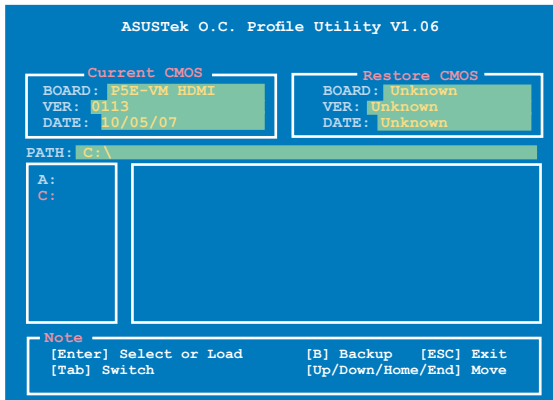 ASUSTek O.C. Profile Utility V1.06
Current CMOS
BOARD: P5E-VM HDMI
VER: 0113
DATE: 10/05/07
Restore CMOS
BOARD: Unknown
VER: Unknown
DATE: Unknown
PATH: C:\
A:
C:
Note
[Enter] Select or Load [B] Backup [ESC] Exit
[Tab] Switch [Up/Down/Home/End] Move